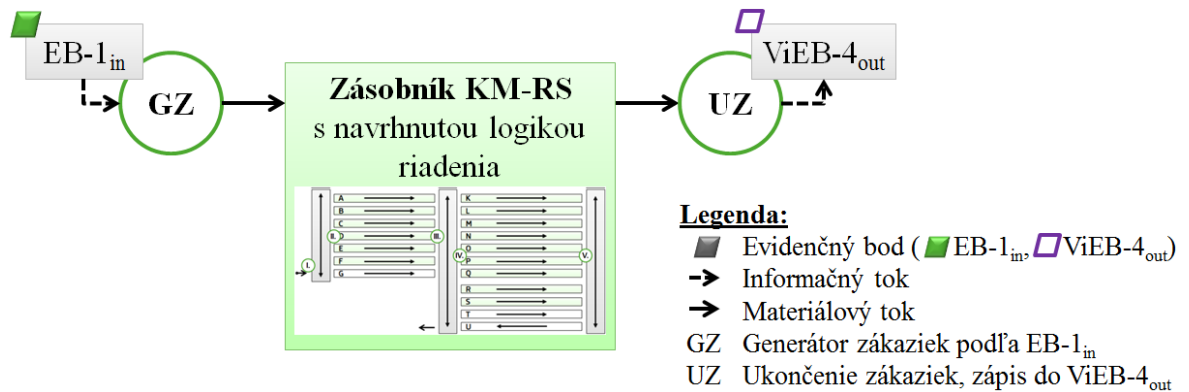 EB-1in
GZ
Zásobník KM-RS
s navrhnutou logikou
riadenia
A
B
C
D
E
F
G
I.
II.
III.
K
L
M
N
O
P
Q
R
S
T
U
IV.
V.
UZ
ViEB-4out
Legenda:
Evidenčný bod ( EB-1in, ViEB-4out)
Informačný tok
Materiálový tok
GZ Generátor zákaziek podľa EB-1in
UZ Ukončenie zákaziek, zápis do ViEB-4out